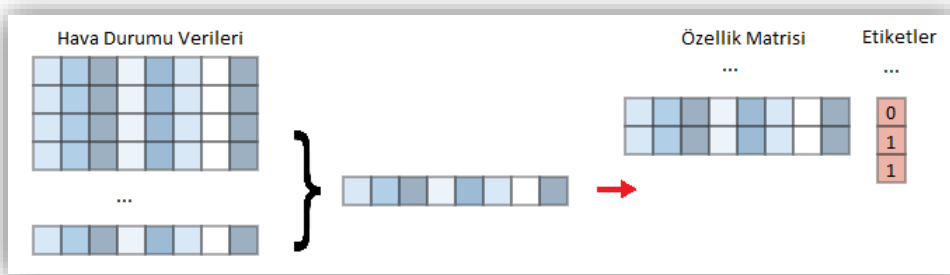 Hava Durumu Verileri
...
Özellik Matrisi
...
Etiketler
...
0
1
1